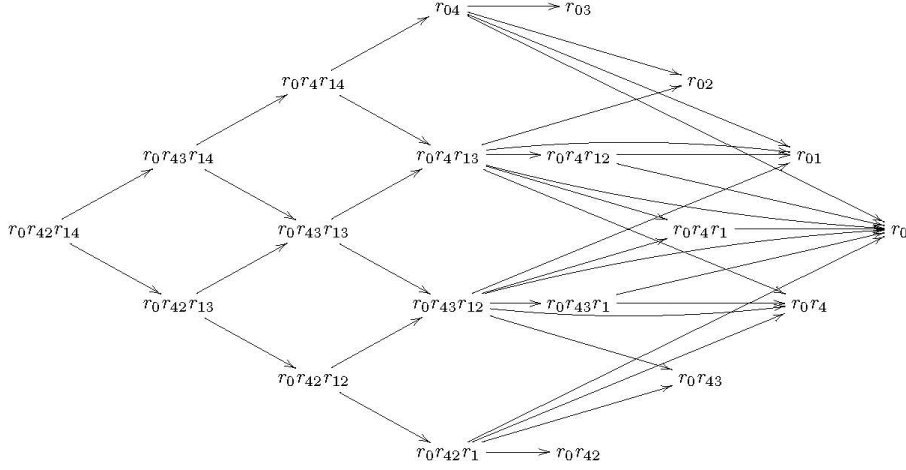 r₀₄ r₀₃
r₀₂
r₀r₄r₁₄
r₀r₄₃r₁₄ r₀r₄r₁₃ r₀r₄r₁₂ r₀₁
r₀r₄₂r₁₄ r₀r₄₃r₁₃ r₀r₄r₁ r₀
r₀r₄₂r₁₃ r₀r₄₃r₁₂ r₀r₄₃r₁ r₀r₄
r₀r₄₂r₁₂ r₀r₄₃
r₀r₄₂r₁ r₀r₄₂